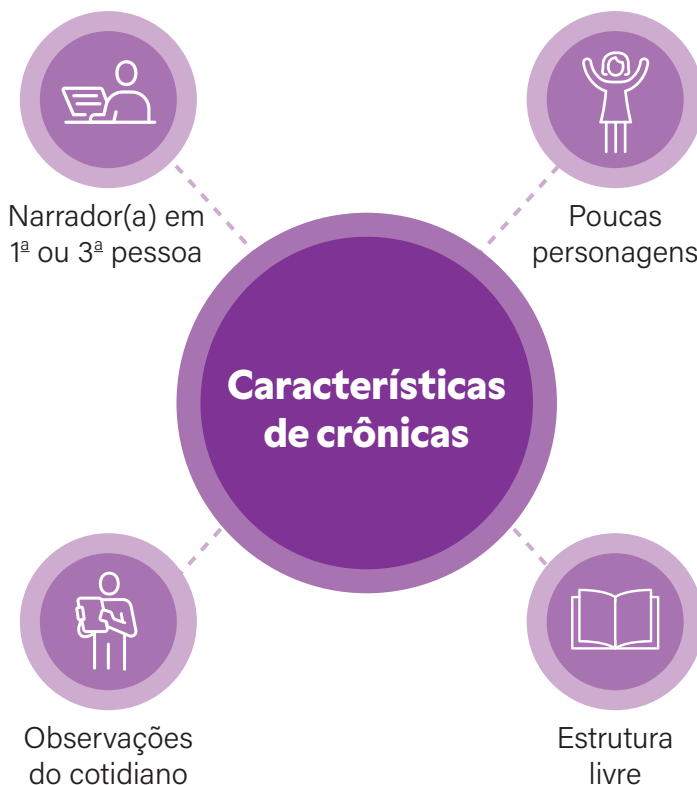 Narrador(a) em
1ª ou 3ª pessoa
Poucas
personagens
Características
de crônicas
Observações
do cotidiano
Estrutura
livre